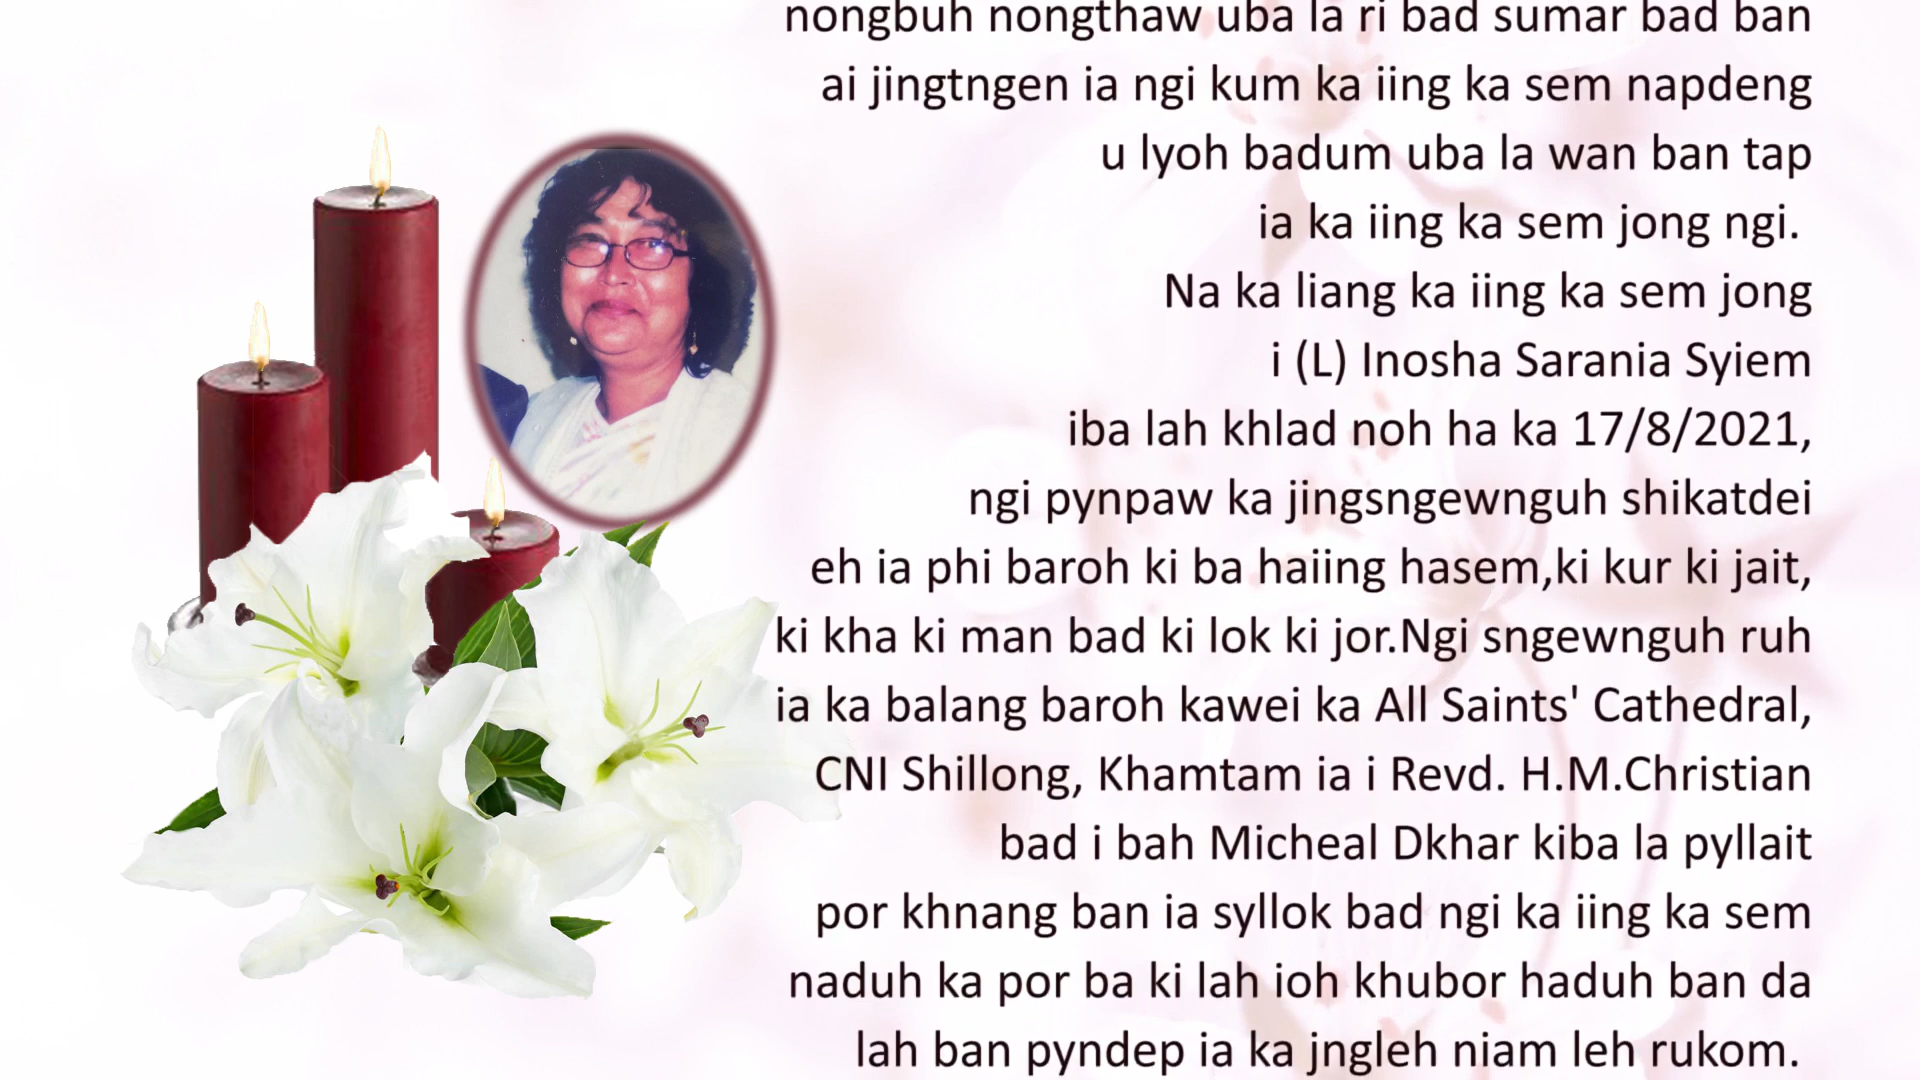 nongbuh nongthaw uba la ri bad sumar bad ban
ai jingtngen ia ngi kum ka iing ka sem napdeng
u lyoh badum uba la wan ban tap
ia ka iing ka sem jong ngi.
Na ka liang ka iing ka sem jong
i (L) Inosha Sarania Syiem
iba lah khlad noh ha ka 17/8/2021,
ngi pynpaw ka jingsngewnguh shikatdei
eh ia phi baroh ki ba haiing hasem,ki kur ki jait,
ki kha ki man bad ki lok ki jor.Ngi sngewnguh ruh
ia ka balang baroh kawei ka All Saints' Cathedral,
CNI Shillong, Khamtam ia i Revd. H.M.Christian
bad i bah Micheal Dkhar kiba la pyllait
por khnang ban ia syllok bad ngi ka iing ka sem
naduh ka por ba ki lah ioh khubor haduh ban da
lah ban pyndep ia ka jngleh niam leh rukom.